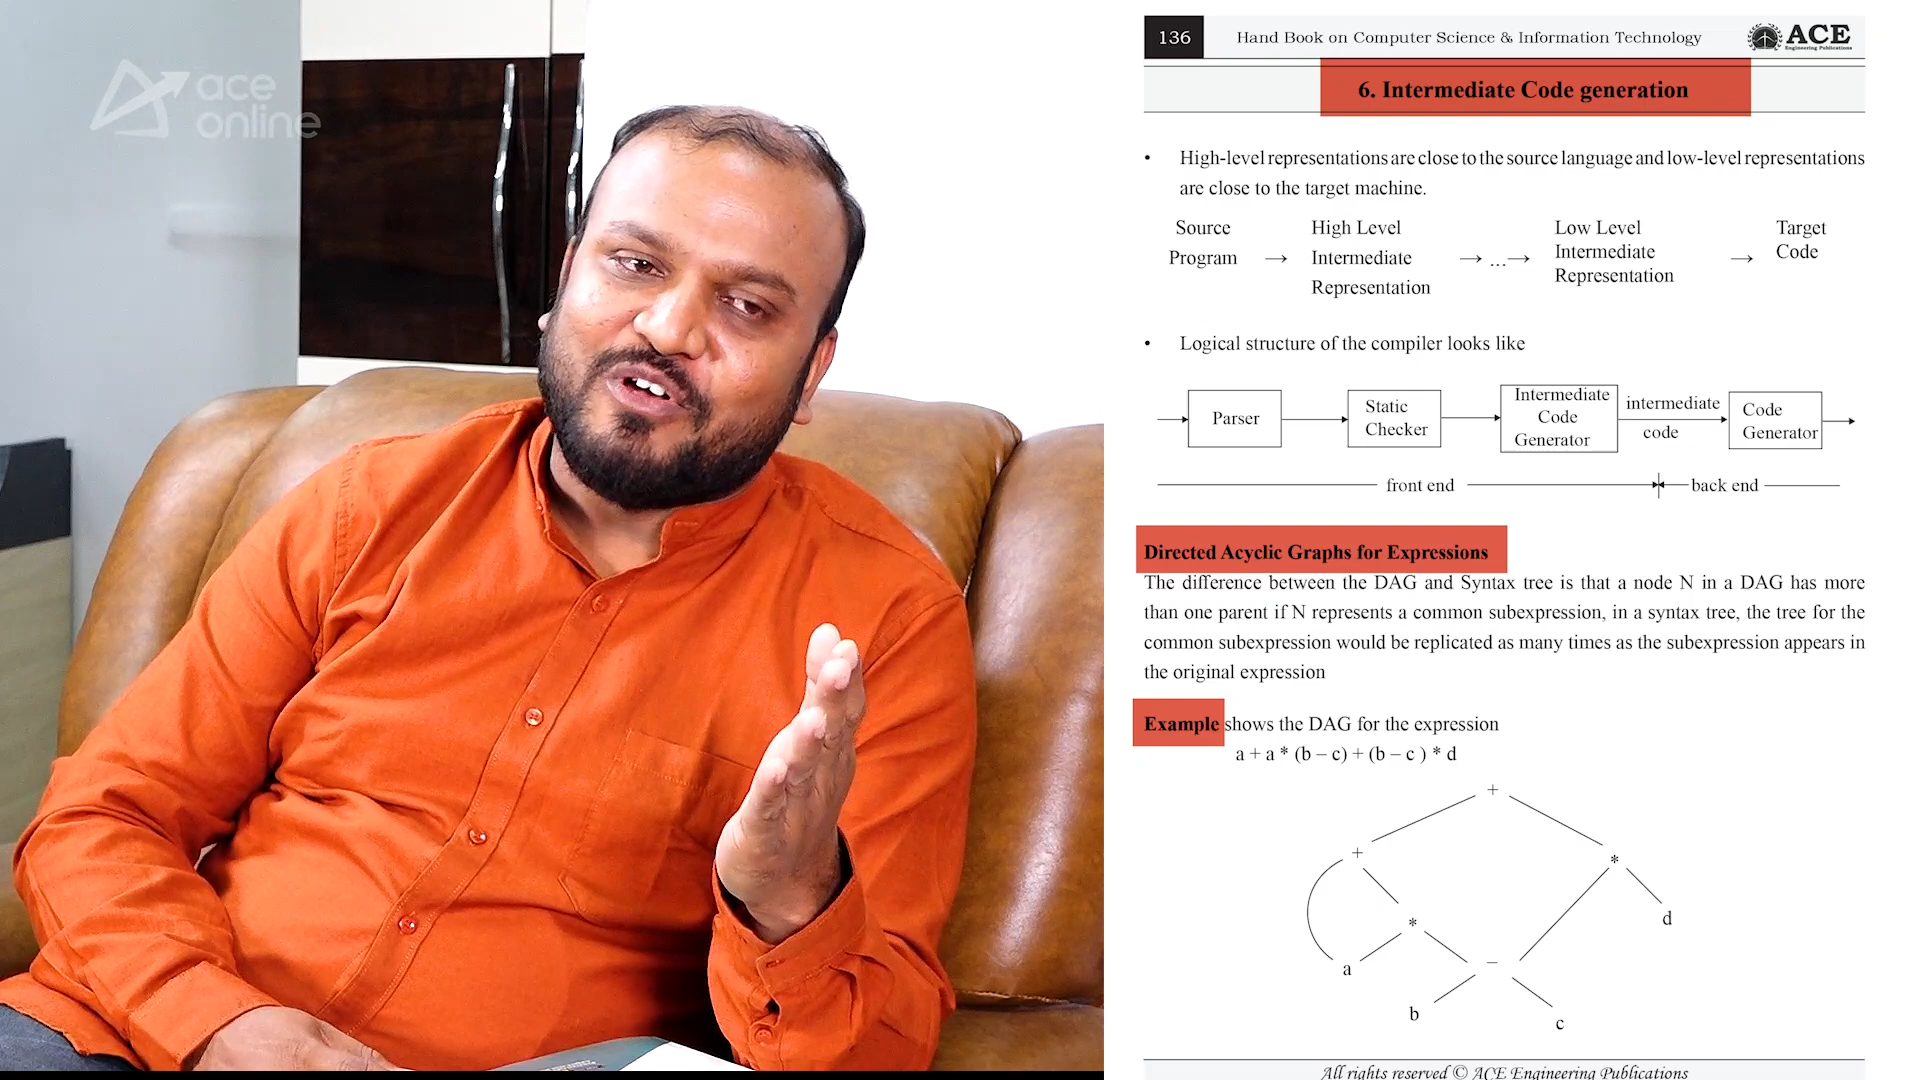 ace
online
136
Hand Book on Computer Science & Information Technology
ACE
Engineering Publications
6. Intermediate Code generation
• High-level representations are close to the source language and low-level representations
are close to the target machine.
Source
Program
→
High Level
Intermediate
Representation
→ ...→
Low Level
Intermediate
Representation
→
Target
Code
• Logical structure of the compiler looks like
Parser
Static
Checker
Intermediate
Code
Generator
intermediate
code
Code
Generator
front end
back end
Directed Acyclic Graphs for Expressions
The difference between the DAG and Syntax tree is that a node N in a DAG has more
than one parent if N represents a common subexpression, in a syntax tree, the tree for the
common subexpression would be replicated as many times as the subexpression appears in
the original expression
Example shows the DAG for the expression
a + a * (b – c) + (b – c ) * d
+
+
*
*
d
a
–
b
c
All rights reserved © ACE Engineering Publications